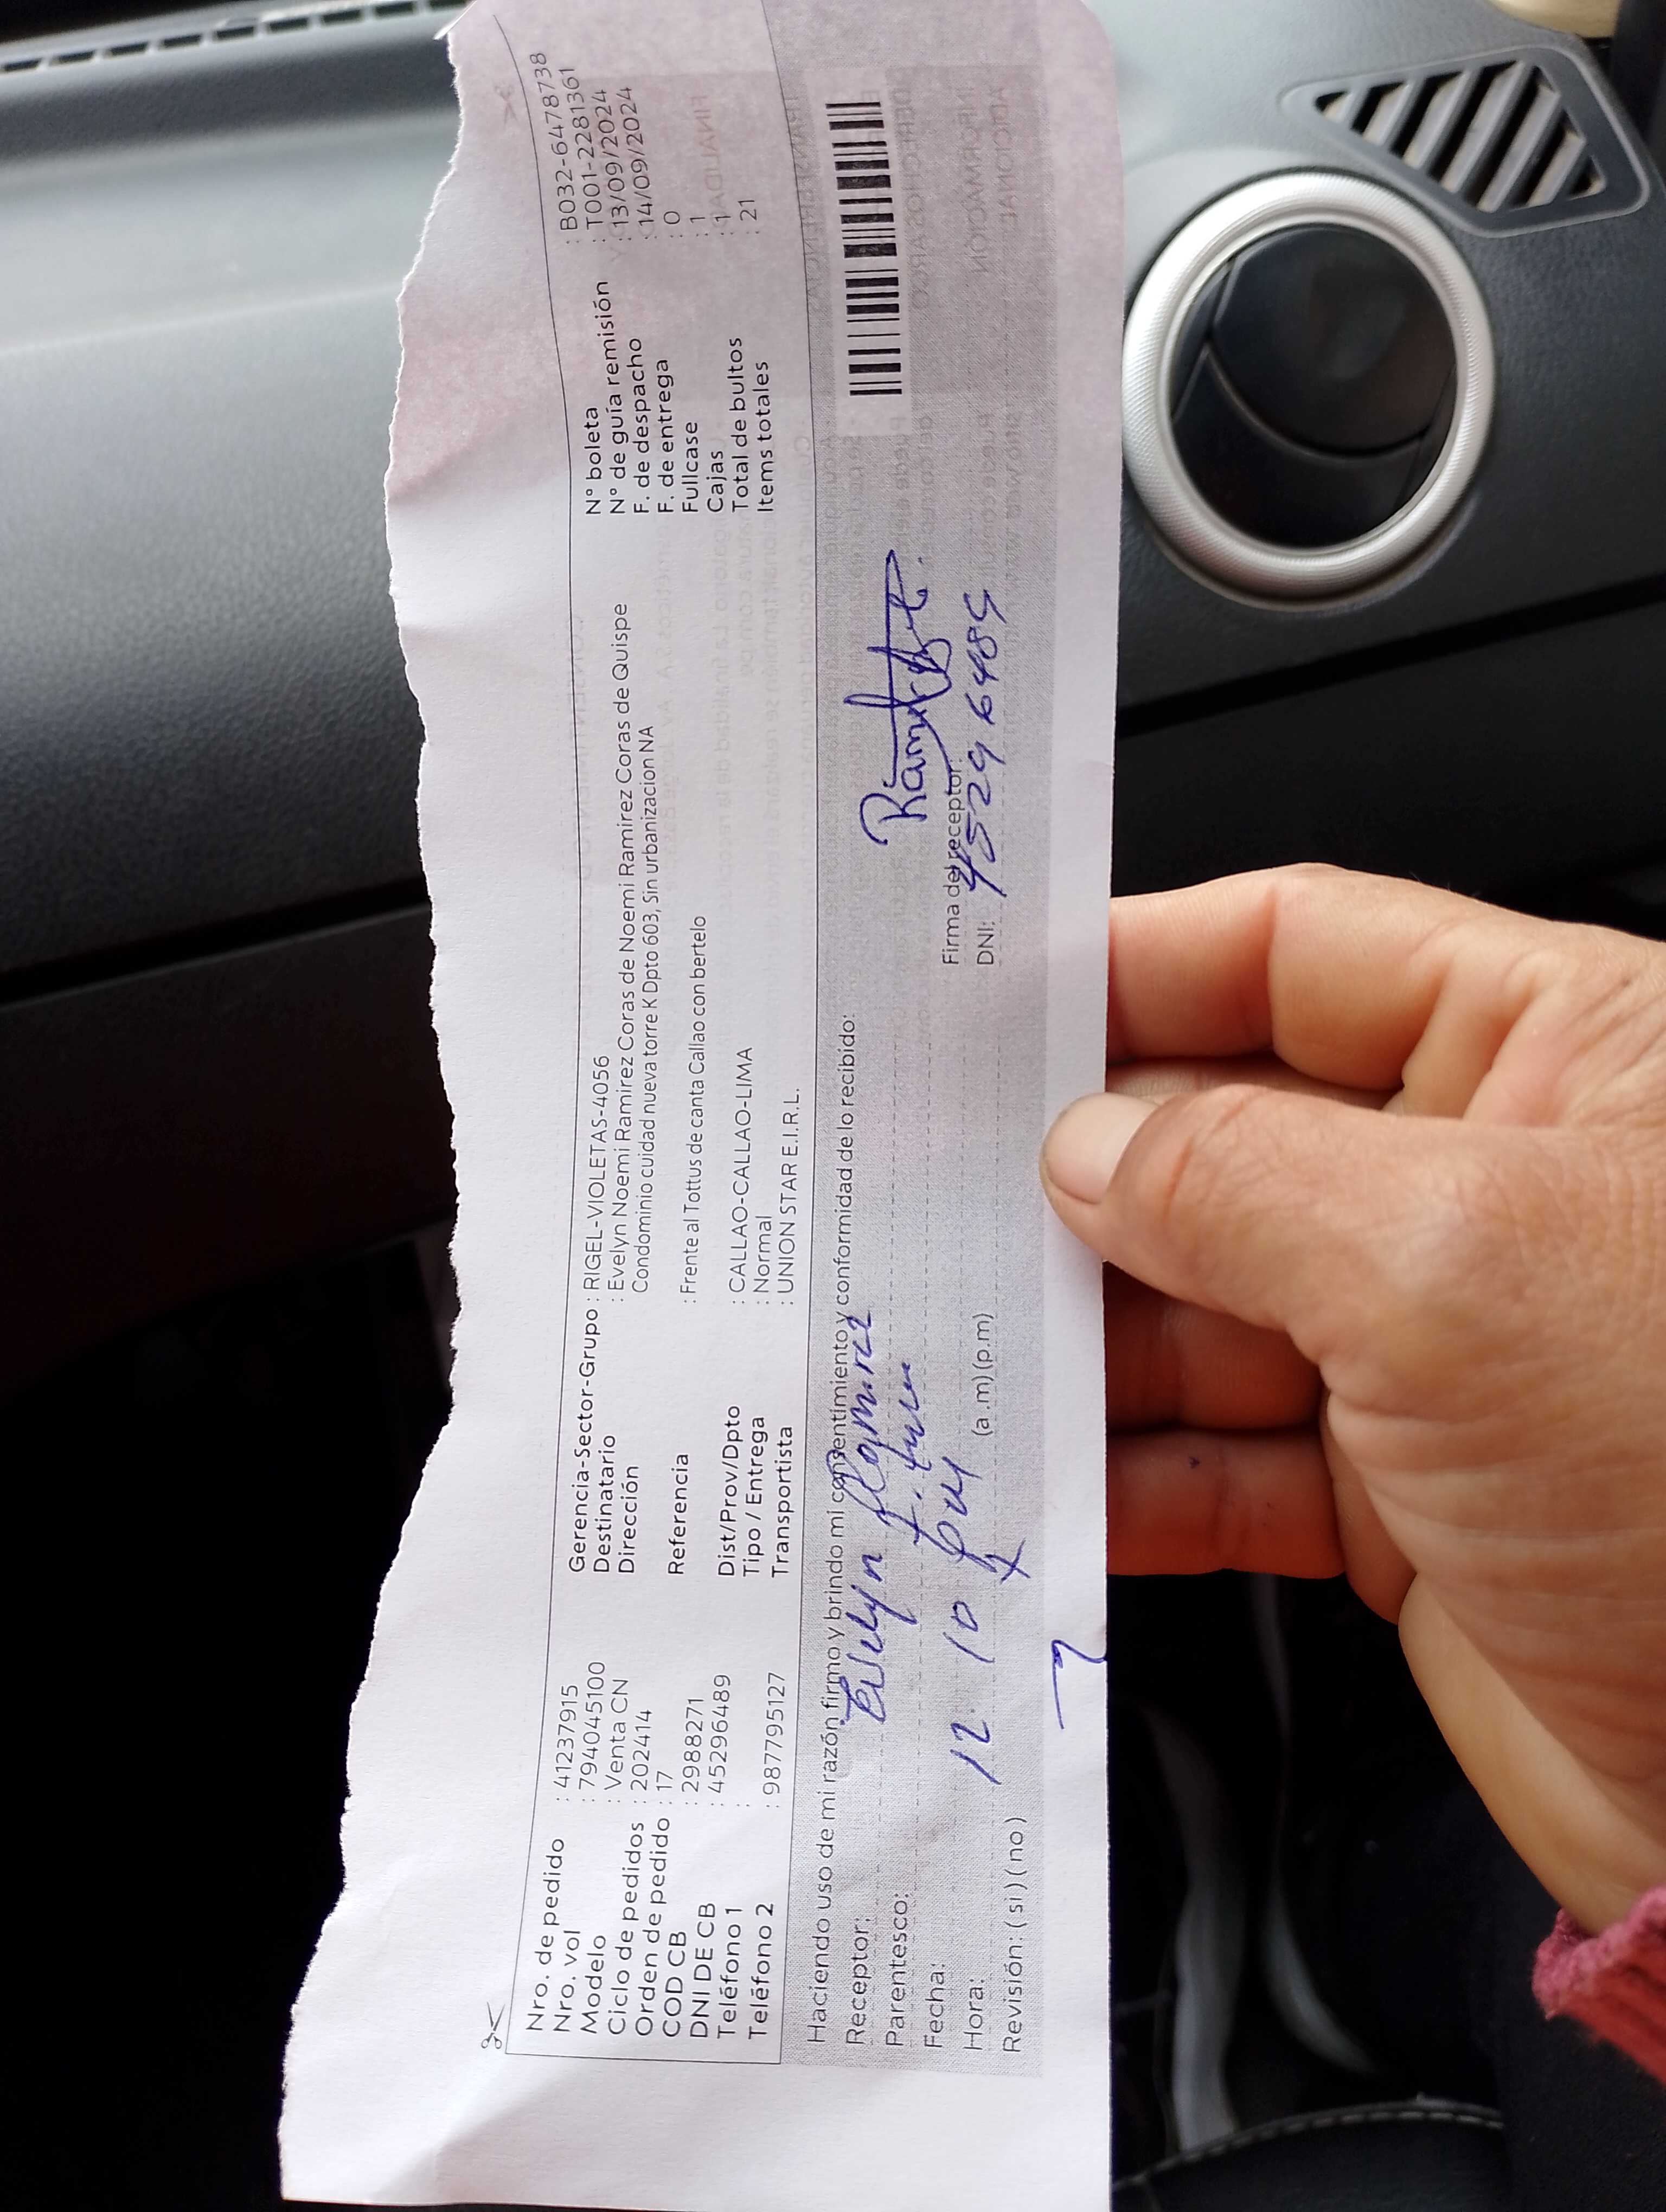 Nro. de pedido : 41237915
Nro. vol : 794045100
Modelo : Venta CN
Ciclo de pedidos : 202414
Orden de pedido : 17
COD CB : 2988271
DNI DE CB : 45296489
Teléfono 1 :
Teléfono 2 : 987795127
Gerencia-Sector-Grupo : RIGEL-VIOLETAS-4056
Destinatario : Evelyn Noemi Ramirez Coras de Noemi Ramirez Coras de Quispe
Dirección Condominio cuidad nueva torre K Dpto 603, Sin urbanizacion NA
Referencia : Frente al Tottus de canta Callao con bertelo
Dist/Prov/Dpto : CALLAO-CALLAO-LIMA
Tipo / Entrega : Normal
Transportista : UNION STAR E.I.R.L.
N° boleta : B032-6478738
N° de guía remisión : T001-2281361
F. de despacho : 13/09/2024
F. de entrega : 14/09/2024
Fullcase : 0
Cajas : 1
Total de bultos : 1
Items totales : 21
Haciendo uso de mi razón firmo y brindo mi consentimiento y conformidad de lo recibido:
Receptor: Evelyn Ramirez
Parentesco:
Fecha:
Hora: 12 10 (a.m)(p.m)
Revisión: (si)(no)
Firma del receptor:
DNI: 45296489